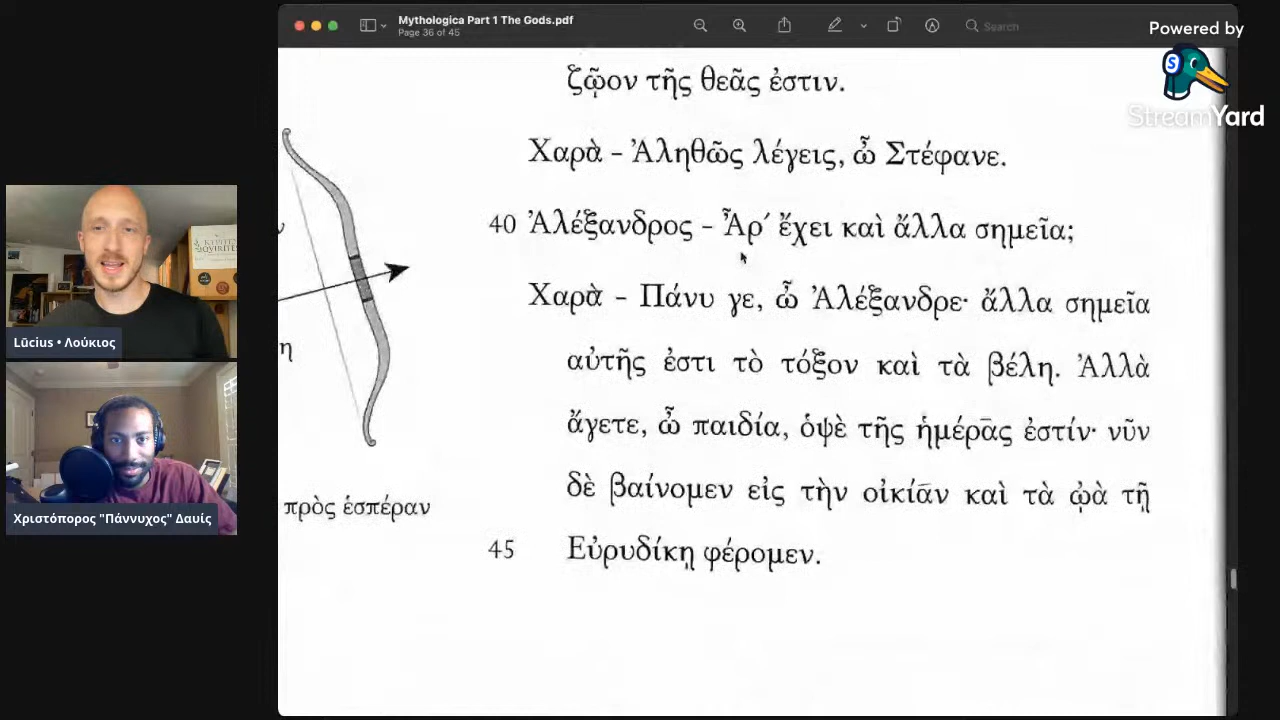 Mythologica Part 1 The Gods.pdf
Page 36 of 45
Search
Powered by
StreamYard
ζῷον τῆς θεᾶς ἐστιν.
Χαρὰ – Ἀληθῶς λέγεις, ὦ Στέφανε.
40 Ἀλέξανδρος – Ἆρ’ ἔχει καὶ ἄλλα σημεῖα;
Χαρὰ – Πάνυ γε, ὦ Ἀλέξανδρε· ἄλλα σημεῖα
αὐτῆς ἐστι τὸ τόξον καὶ τὰ βέλη. Ἀλλὰ
ἄγετε, ὦ παιδία, ὀψὲ τῆς ἡμέρᾱς ἐστίν· νῦν
δὲ βαίνομεν εἰς τὴν οἰκίᾱν καὶ τὰ ᾠὰ τῇ
45 Εὐρυδίκῃ φέρομεν.
πρὸς ἑσπέραν
Lūcius • Λούκιος
Χριστόπορος "Πάννυχος" Δαυίς